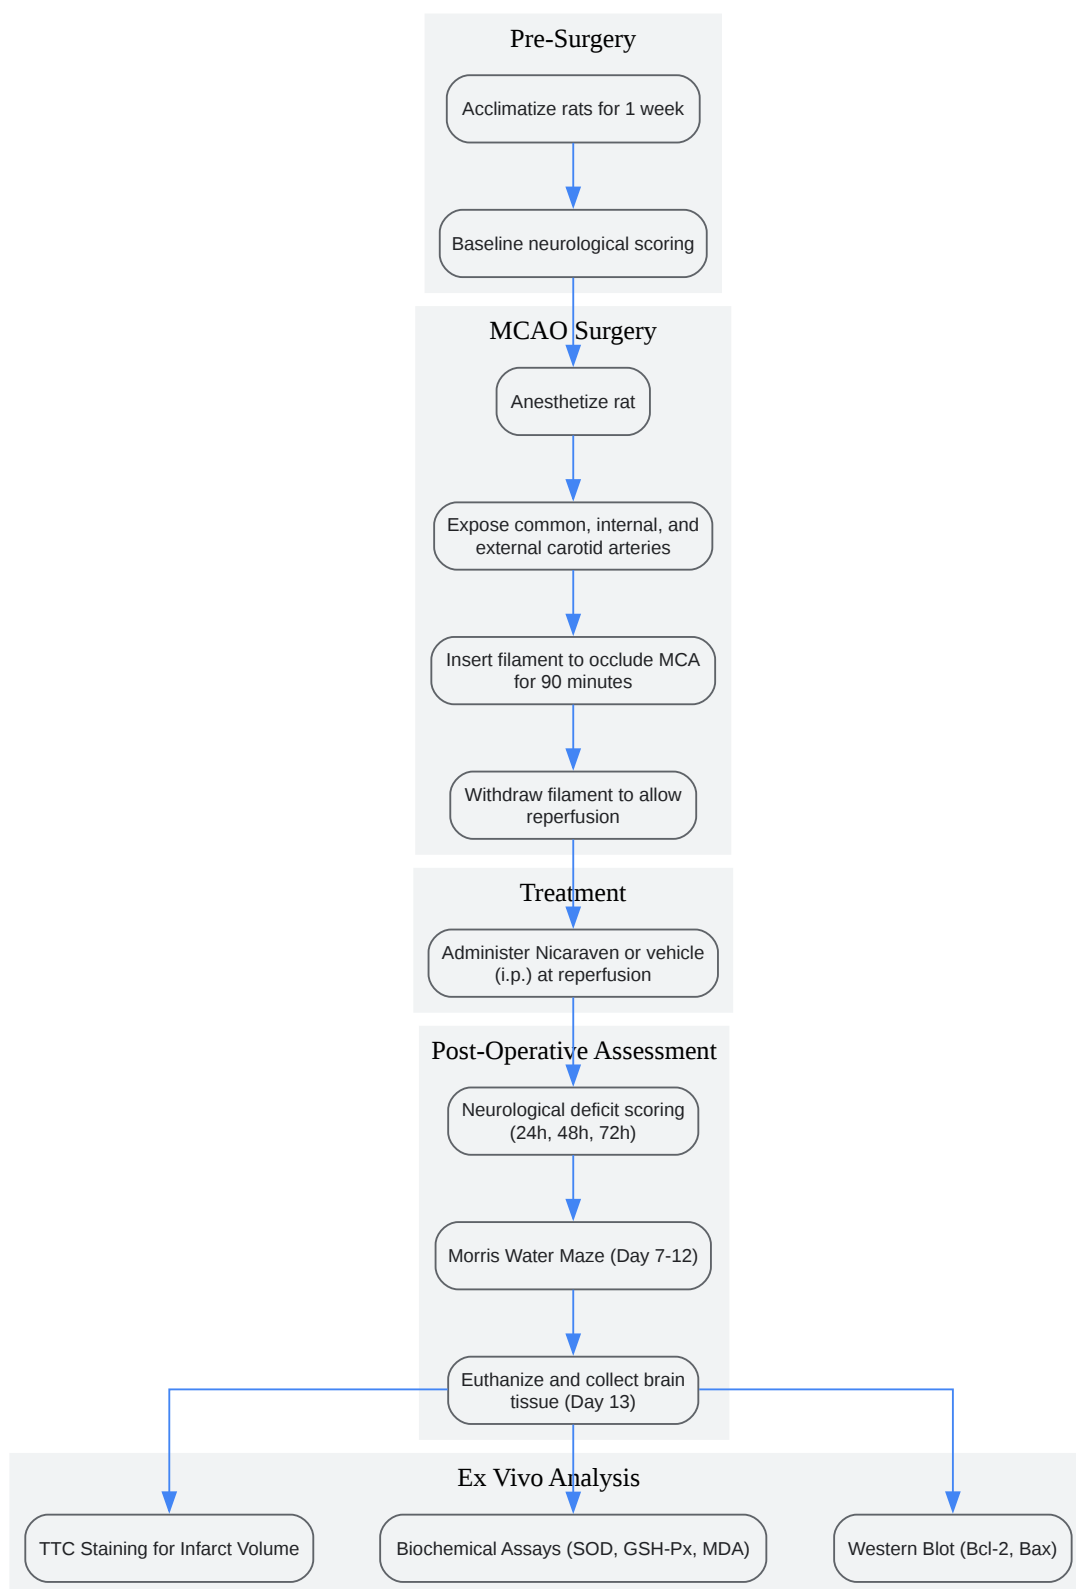 Pre-Surgery
Acclimatize rats for 1 week
Baseline neurological scoring
MCAO Surgery
Anesthetize rat
Expose common, internal, and
external carotid arteries
Insert filament to occlude MCA
for 90 minutes
Withdraw filament to allow
reperfusion
Treatment
Administer Nicaraven or vehicle
(i.p.) at reperfusion
Post-Operative Assessment
Neurological deficit scoring
(24h, 48h, 72h)
Morris Water Maze (Day 7-12)
Euthanize and collect brain
tissue (Day 13)
Ex Vivo Analysis
TTC Staining for Infarct Volume
Biochemical Assays (SOD, GSH-Px, MDA)
Western Blot (Bcl-2, Bax)